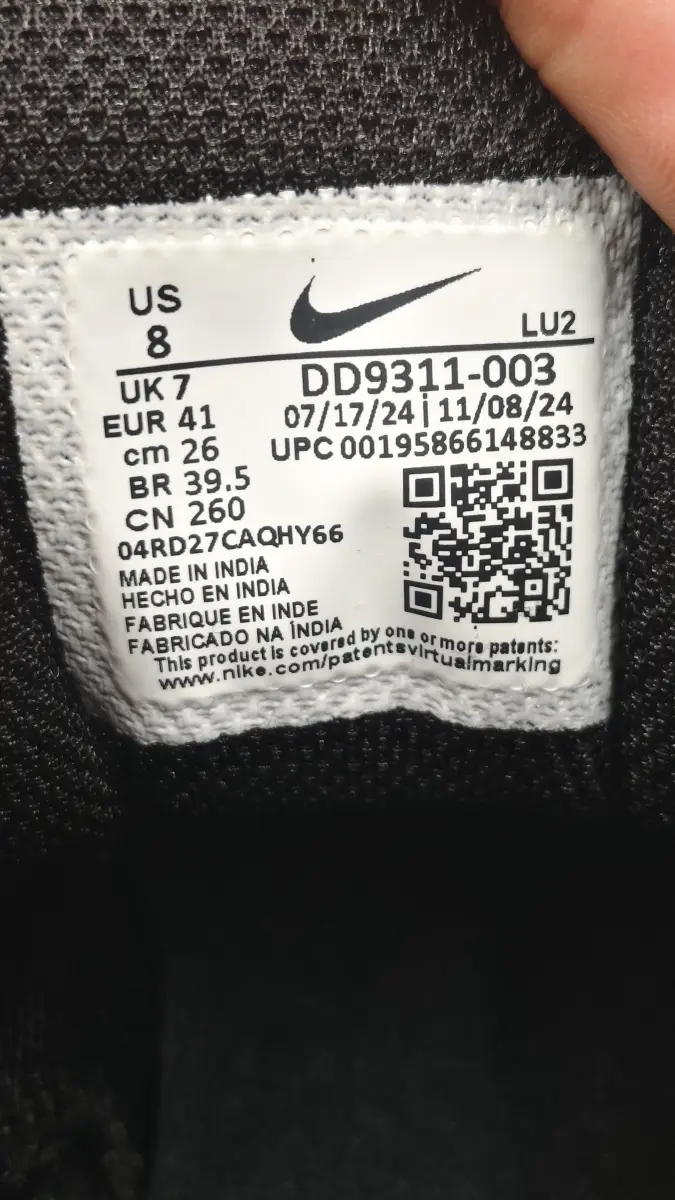 US
8
LU2
UK 7
DD9311-003
EUR 41
07/17/24 | 11/08/24
cm 26
UPC 00195866148833
BR 39.5
CN 260
04RD27CAQHY66
MADE IN INDIA
HECHO EN INDIA
FABRIQUE EN INDE
FABRICADO NA ÍNDIA
This product is covered by one or more patents:
www.nike.com/patentsvirtualmarking